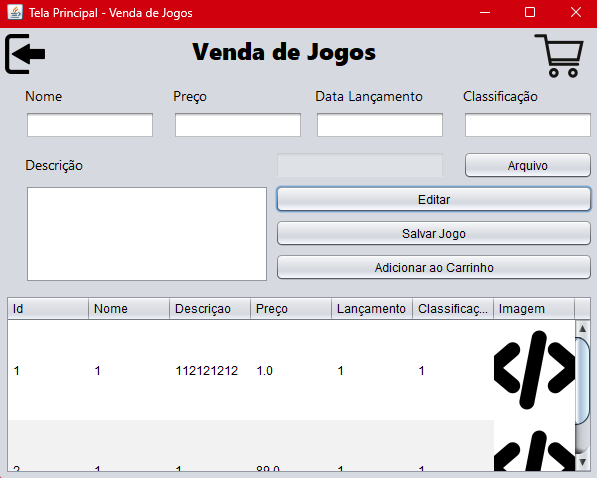 Tela Principal - Venda de Jogos
Venda de Jogos
Nome Preço Data Lançamento Classificação
Descrição Arquivo
Editar
Salvar Jogo
Adicionar ao Carrinho
Id Nome Descriçao Preço Lançamento Classificaç... Imagem
1 1 112121212 1.0 1 1 </>
2 1 1 89.0 1 1